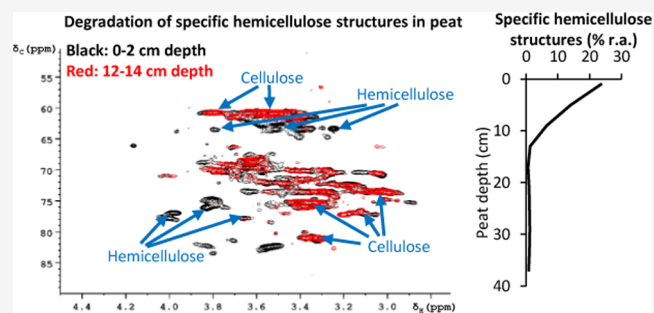 Degradation of specific hemicellulose structures in peat
δC (ppm)
Black: 0-2 cm depth
Red: 12-14 cm depth
Cellulose
Hemicellulose
55
60
65
70
75
80
85
Hemicellulose
Cellulose
4.4 4.2 4.0 3.8 3.6 3.4 3.2 3.0 δH (ppm)
Specific hemicellulose
structures (% r.a.)
0 10 20 30
0
10
20
30
40
Peat depth (cm)